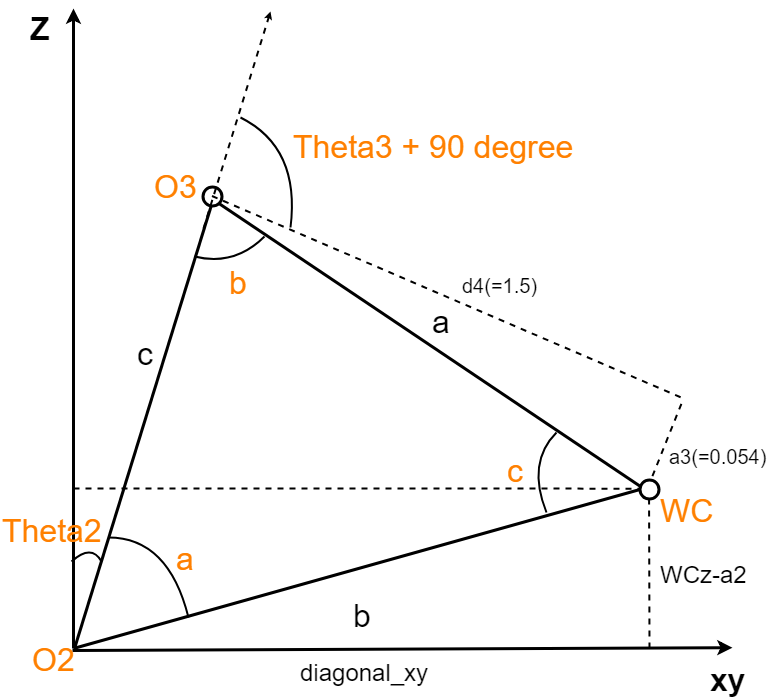 Z
Theta3 + 90 degree
O3
b
d4(=1.5)
a
c
a3(=0.054)
c
WC
Theta2
a
WCz-a2
b
O2
diagonal_xy
xy